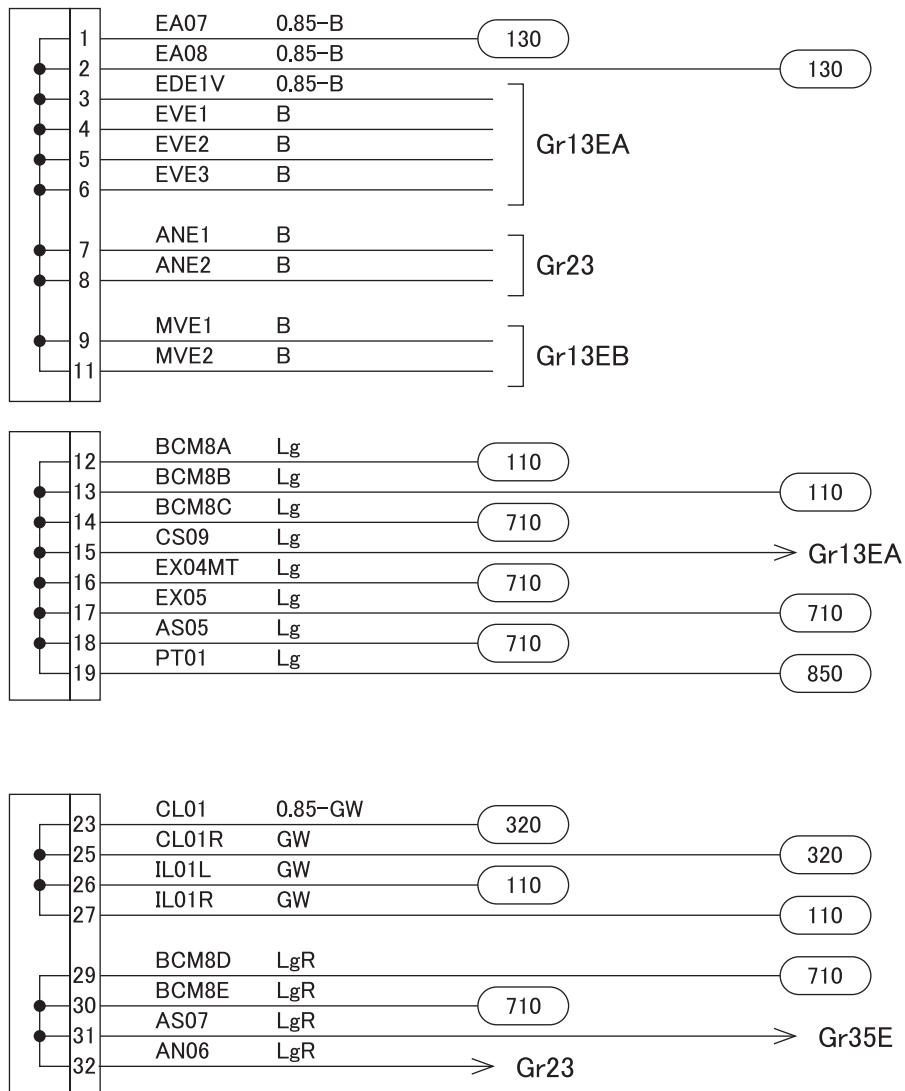 1 EA07 0.85-B 130
2 EA08 0.85-B 130
3 EDE1V 0.85-B
4 EVE1 B
5 EVE2 B
6 EVE3 B
Gr13EA
7 ANE1 B
8 ANE2 B
Gr23
9 MVE1 B
11 MVE2 B
Gr13EB
12 BCM8A Lg 110
13 BCM8B Lg 110
14 BCM8C Lg 710
15 CS09 Lg Gr13EA
16 EX04MT Lg 710
17 EX05 Lg 710
18 AS05 Lg 710
19 PT01 Lg 850
23 CL01 0.85-GW 320
25 CL01R GW 320
26 IL01L GW 110
27 IL01R GW 110
29 BCM8D LgR 710
30 BCM8E LgR 710
31 AS07 LgR Gr35E
32 AN06 LgR Gr23